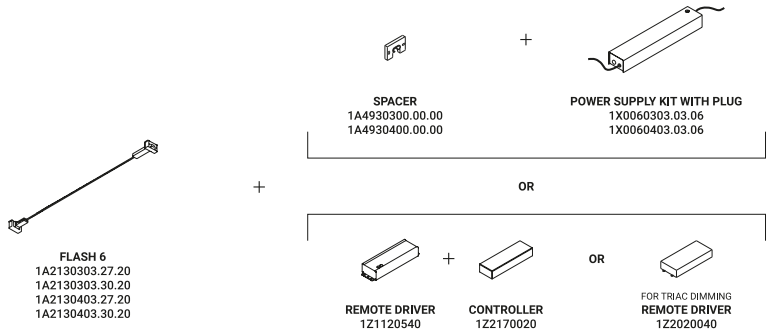 +
SPACER
1A4930300.00.00
1A4930400.00.00
POWER SUPPLY KIT WITH PLUG
1X0060303.03.06
1X0060403.03.06
+
OR
FLASH 6
1A2130303.27.20
1A2130303.30.20
1A2130403.27.20
1A2130403.30.20
+
OR
REMOTE DRIVER
1Z1120540
CONTROLLER
1Z2170020
FOR TRIAC DIMMING
REMOTE DRIVER
1Z2020040